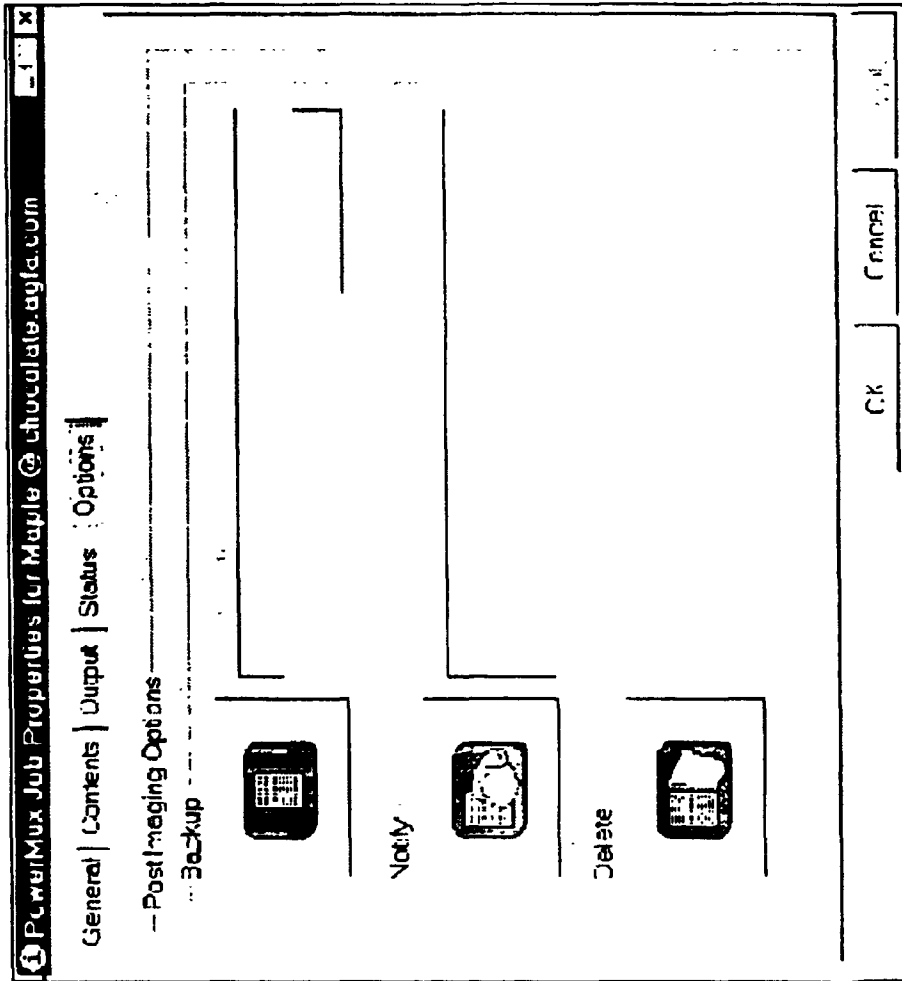 PowerMux Job Properties for Maple @ chocolate.agfa.com
General | Contents | Output | Status | Options
Post Imaging Options
Backup
Notify
Delete
OK Cancel